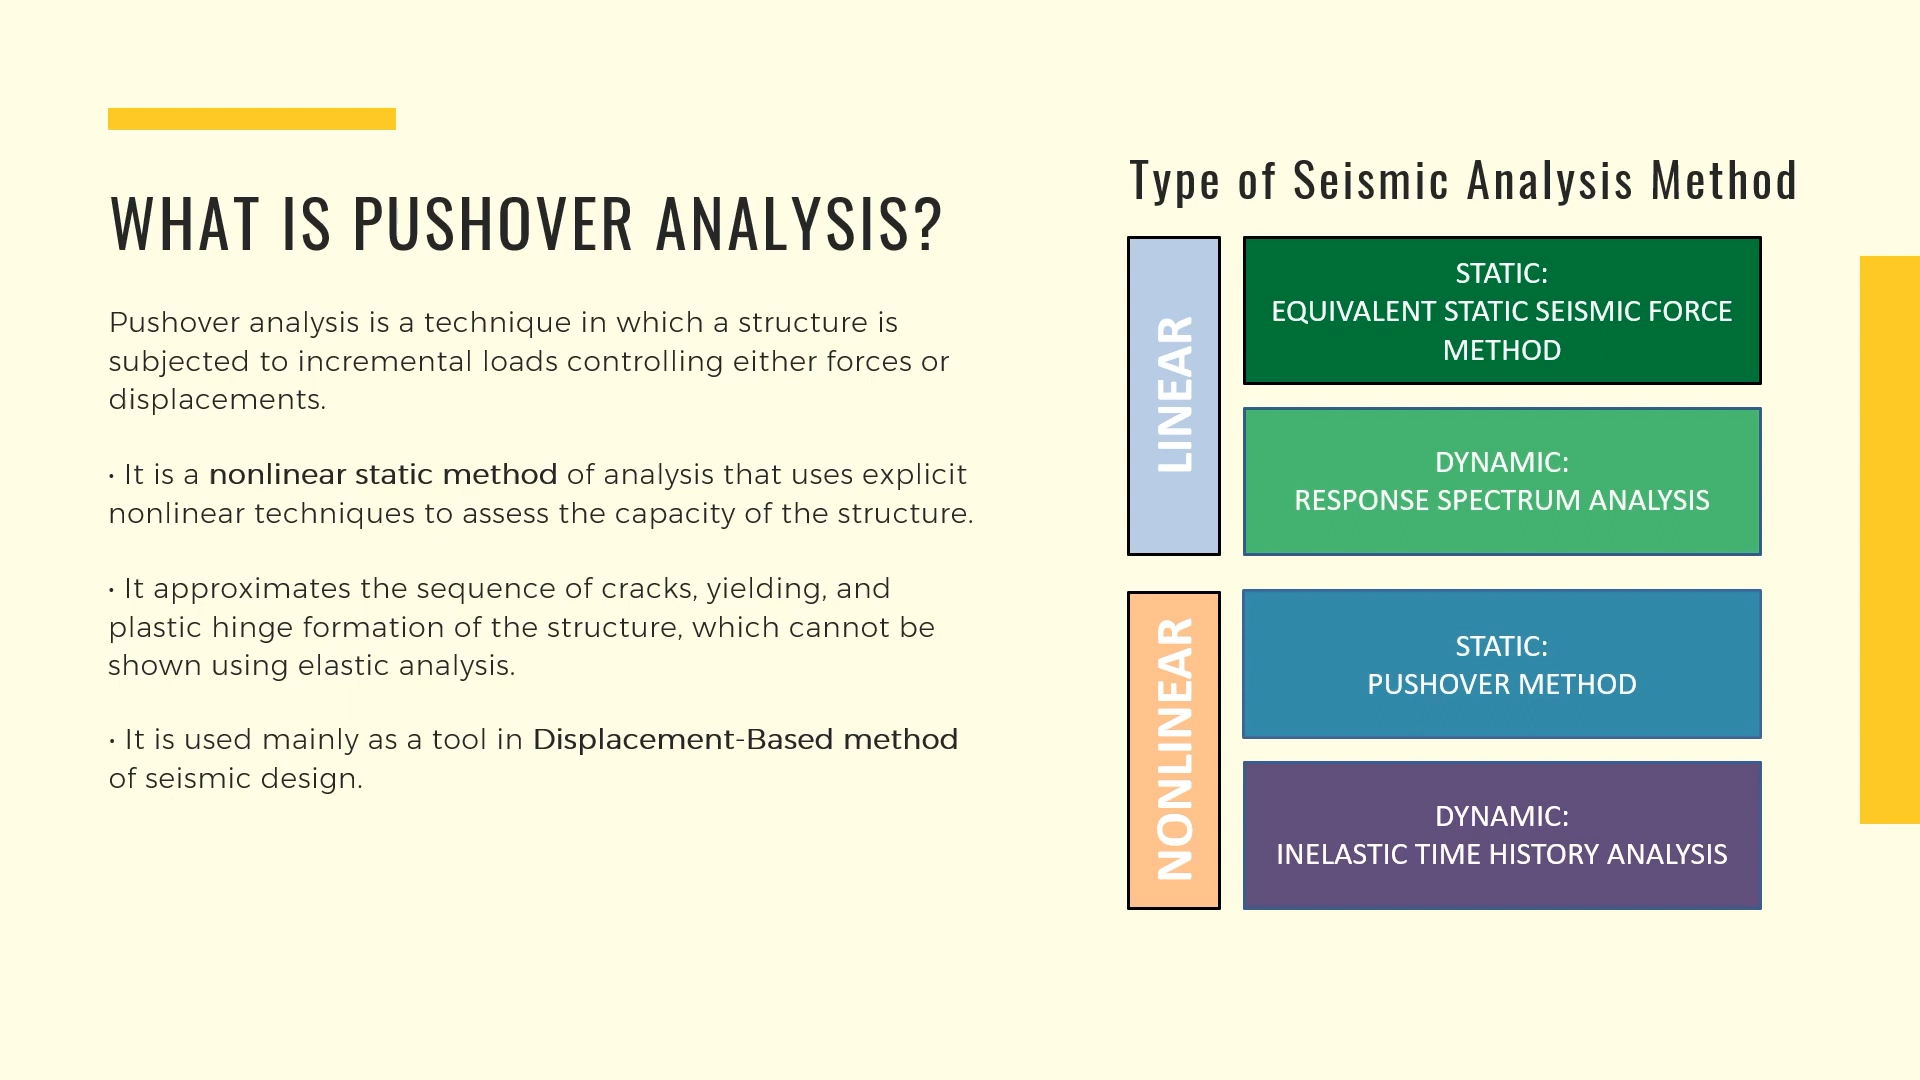 WHAT IS PUSHOVER ANALYSIS?
Pushover analysis is a technique in which a structure is
subjected to incremental loads controlling either forces or
displacements.
• It is a nonlinear static method of analysis that uses explicit
nonlinear techniques to assess the capacity of the structure.
• It approximates the sequence of cracks, yielding, and
plastic hinge formation of the structure, which cannot be
shown using elastic analysis.
• It is used mainly as a tool in Displacement-Based method
of seismic design.
Type of Seismic Analysis Method
LINEAR
STATIC:
EQUIVALENT STATIC SEISMIC FORCE
METHOD
DYNAMIC:
RESPONSE SPECTRUM ANALYSIS
NONLINEAR
STATIC:
PUSHOVER METHOD
DYNAMIC:
INELASTIC TIME HISTORY ANALYSIS